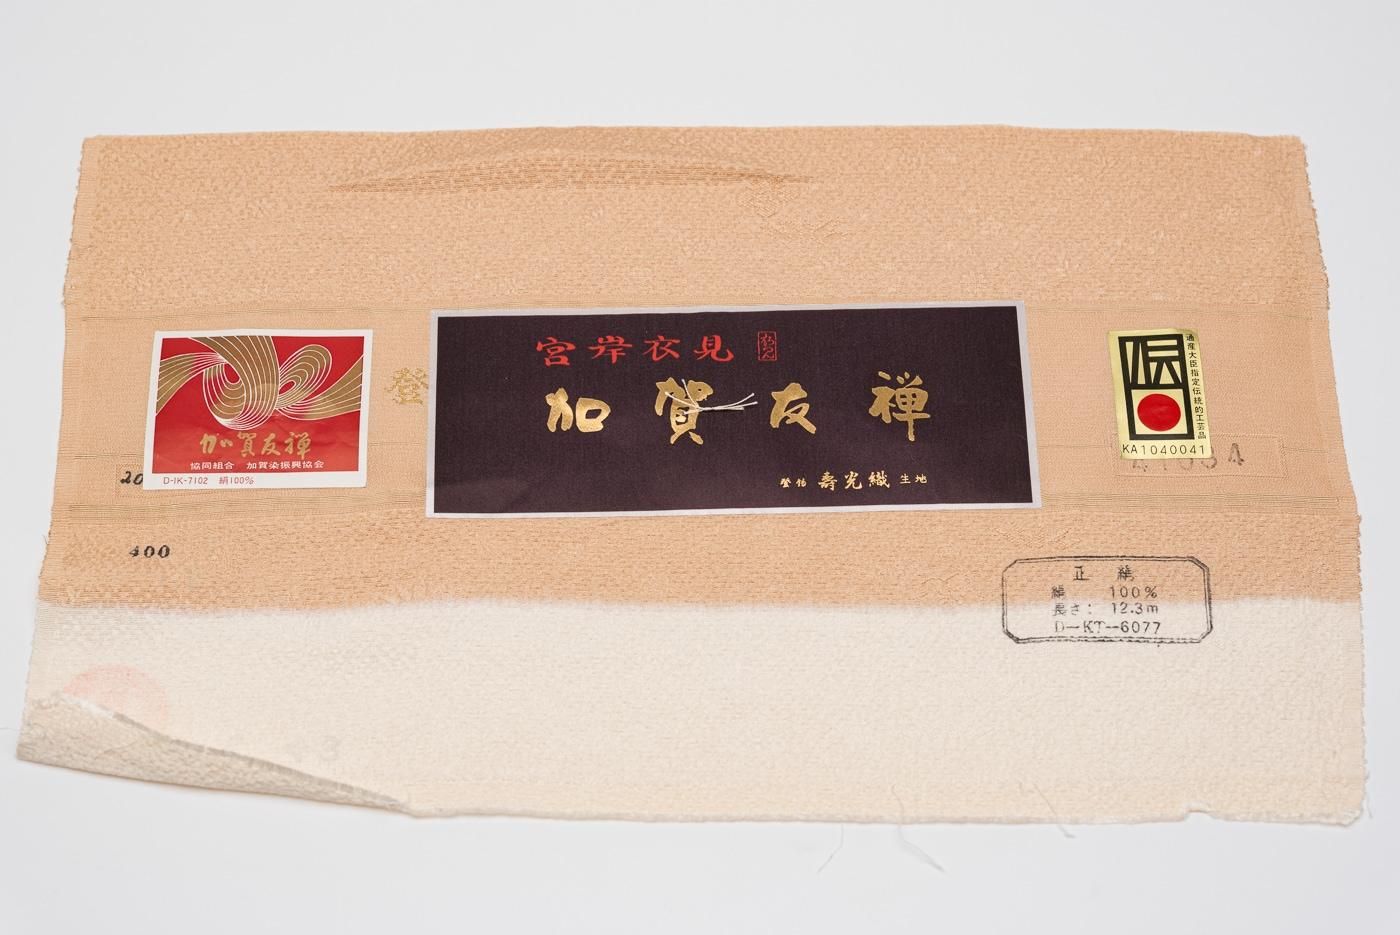 加賀友禅
協同組合 加賀染振興協会
D-IK-7102 絹100%
登
20
400
宮岸衣見
加賀友禅
登録 壽光織 生地
伝
通産大臣指定伝統的工芸品
KA1040041
正絹
絹 100%
長さ: 12.3m
D-KT-6077